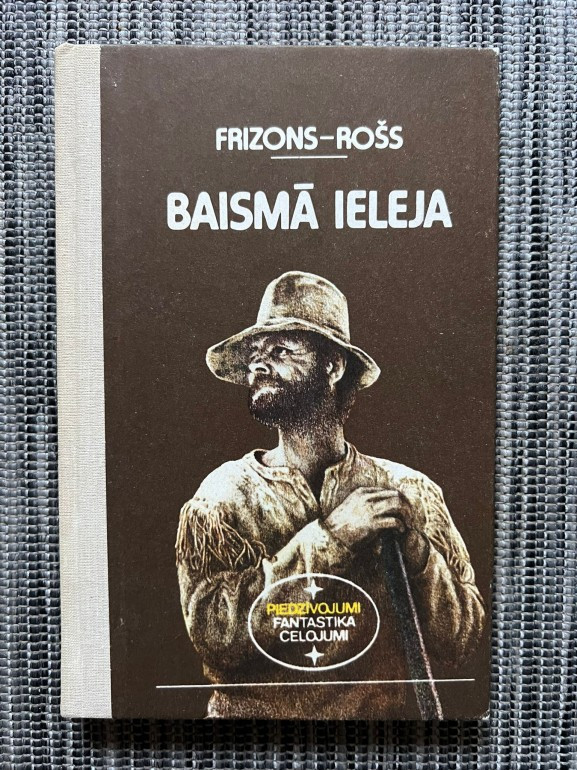 FRIZONS–ROŠS
BAISMĀ IELEJA
PIEDZĪVOJUMI
FANTASTIKA
CEĻOJUMI